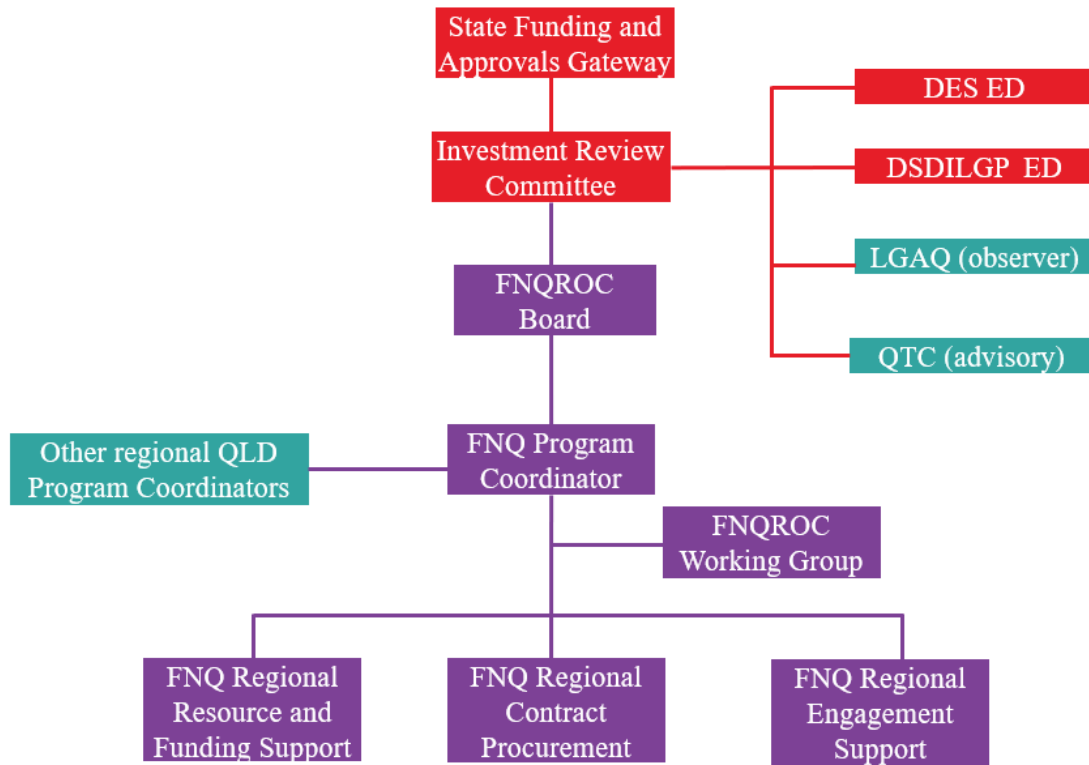 State Funding and
Approvals Gateway
DES ED
Investment Review
Committee
DSDILGP ED
LGAQ (observer)
FNQROC
Board
QTC (advisory)
Other regional QLD
Program Coordinators
FNQ Program
Coordinator
FNQROC
Working Group
FNQ Regional
Resource and
Funding Support
FNQ Regional
Contract
Procurement
FNQ Regional
Engagement
Support